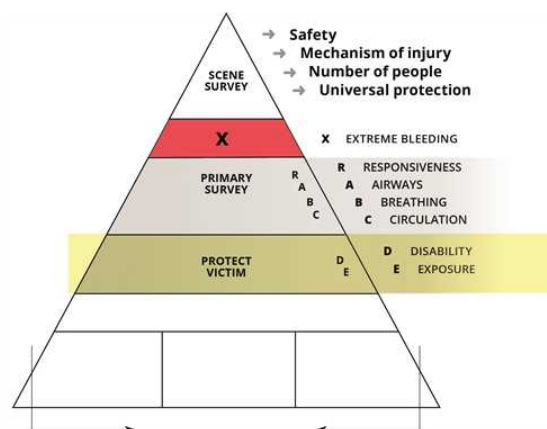 → Safety
→ Mechanism of injury
→ Number of people
→ Universal protection
SCENE
SURVEY
X
X EXTREME BLEEDING
PRIMARY
SURVEY
R
A
B
C
R RESPONSIVENESS
A AIRWAYS
B BREATHING
C CIRCULATION
PROTECT
VICTIM
D
E
D DISABILITY
E EXPOSURE